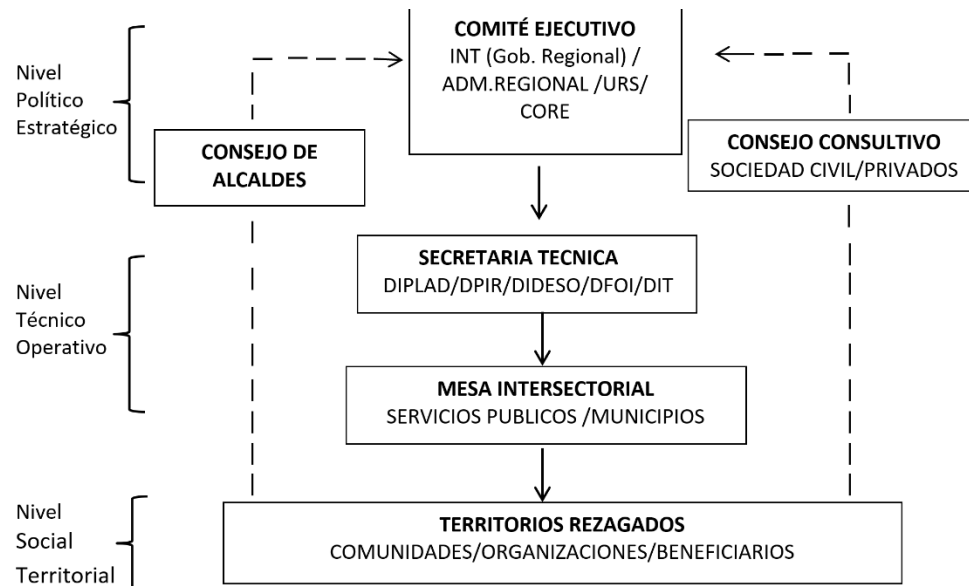 COMITÉ EJECUTIVO
INT (Gob. Regional) /
ADM.REGIONAL /URS/
CORE
Nivel
Político
Estratégico
CONSEJO DE
ALCALDES
CONSEJO CONSULTIVO
SOCIEDAD CIVIL/PRIVADOS
SECRETARIA TECNICA
DIPLAD/DPIR/DIDESO/DFOI/DIT
Nivel
Técnico
Operativo
MESA INTERSECTORIAL
SERVICIOS PUBLICOS /MUNICIPIOS
Nivel
Social
Territorial
TERRITORIOS REZAGADOS
COMUNIDADES/ORGANIZACIONES/BENEFICIARIOS